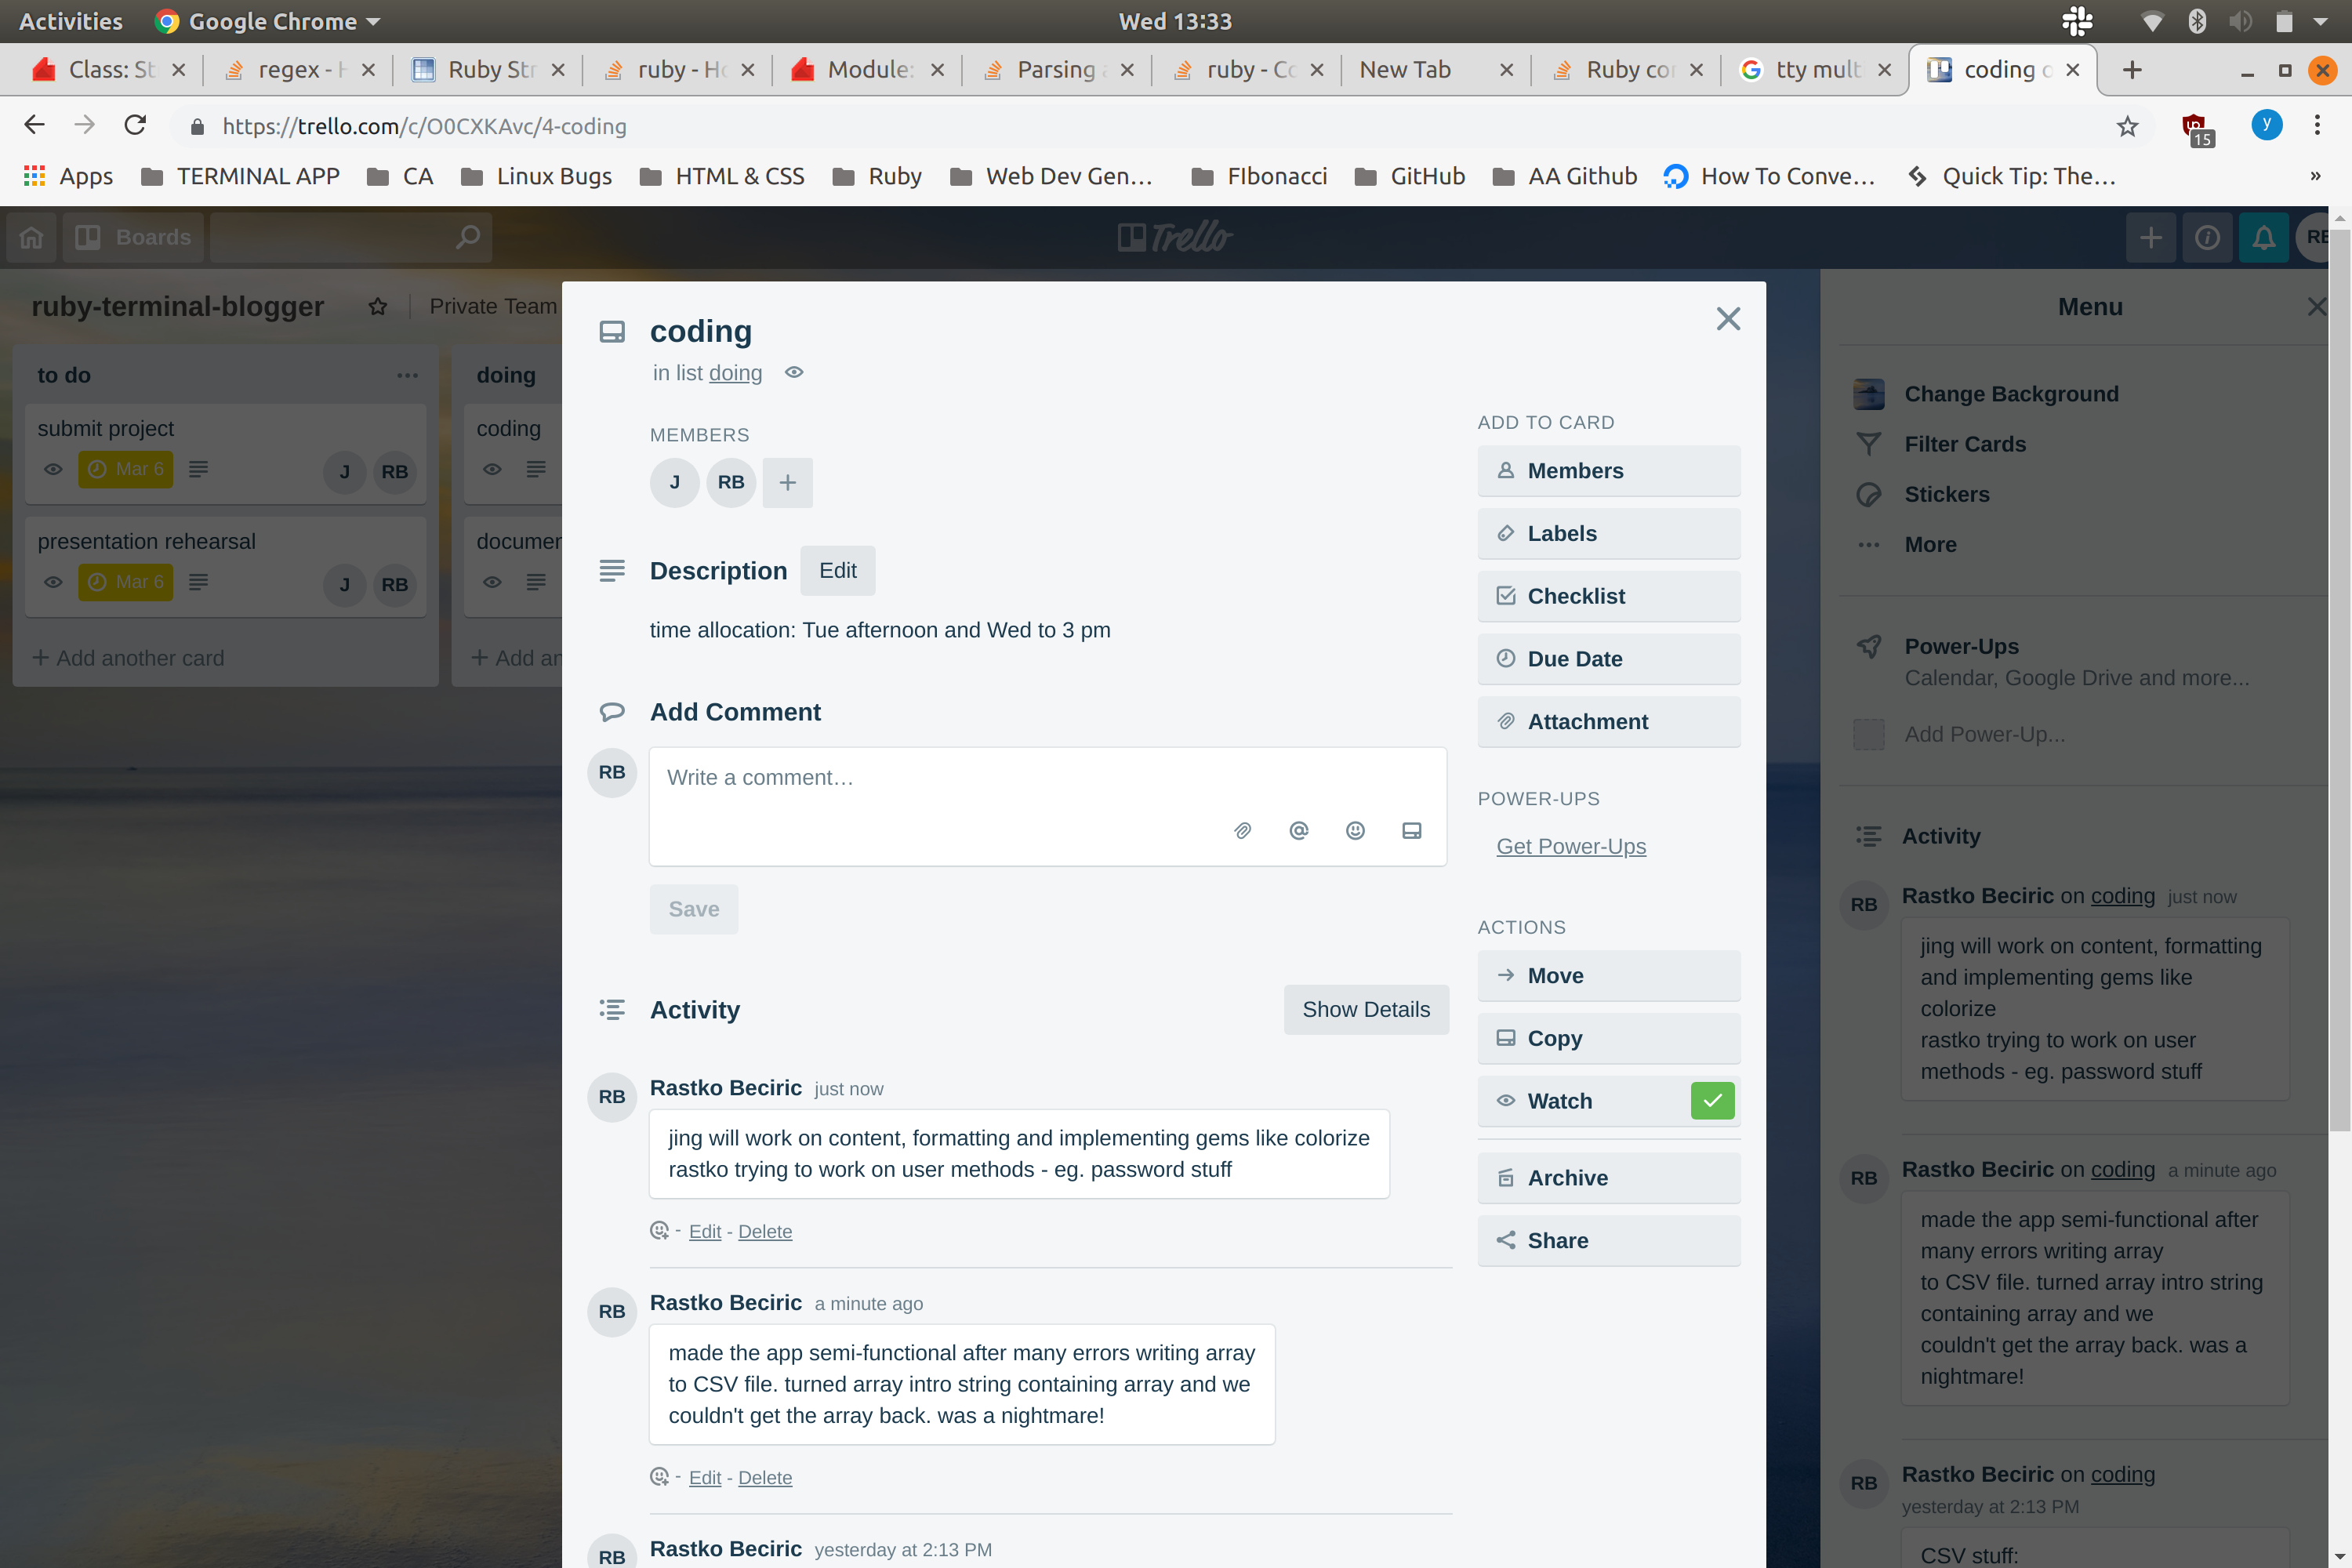 Activities Google Chrome Wed 13:33
Class: St regex - H Ruby Str ruby - Ho Module: Parsing a ruby - Co New Tab Ruby cor tty mult coding o
https://trello.com/c/O0CXKAvc/4-coding 15 y
Apps TERMINAL APP CA Linux Bugs HTML & CSS Ruby Web Dev Gen… FIbonacci GitHub AA Github How To Conve… Quick Tip: The… »
Boards Trello RB
ruby-terminal-blogger Private Team
to do
submit project
Mar 6 J RB
presentation rehearsal
Mar 6 J RB
+ Add another card
doing
coding
documen
+ Add an
coding
in list doing
MEMBERS
J RB +
Description Edit
time allocation: Tue afternoon and Wed to 3 pm
Add Comment
RB Write a comment…
Save
Activity Show Details
RB Rastko Beciric just now
jing will work on content, formatting and implementing gems like colorize
rastko trying to work on user methods - eg. password stuff
- Edit - Delete
RB Rastko Beciric a minute ago
made the app semi-functional after many errors writing array
to CSV file. turned array intro string containing array and we
couldn't get the array back. was a nightmare!
- Edit - Delete
RB Rastko Beciric yesterday at 2:13 PM
ADD TO CARD
Members
Labels
Checklist
Due Date
Attachment
POWER-UPS
Get Power-Ups
ACTIONS
Move
Copy
Watch
Archive
Share
Menu
Change Background
Filter Cards
Stickers
More
Power-Ups
Calendar, Google Drive and more...
Add Power-Up...
Activity
RB Rastko Beciric on coding just now
jing will work on content, formatting
and implementing gems like
colorize
rastko trying to work on user
methods - eg. password stuff
RB Rastko Beciric on coding a minute ago
made the app semi-functional after
many errors writing array
to CSV file. turned array intro string
containing array and we
couldn't get the array back. was a
nightmare!
RB Rastko Beciric on coding
yesterday at 2:13 PM
CSV stuff: